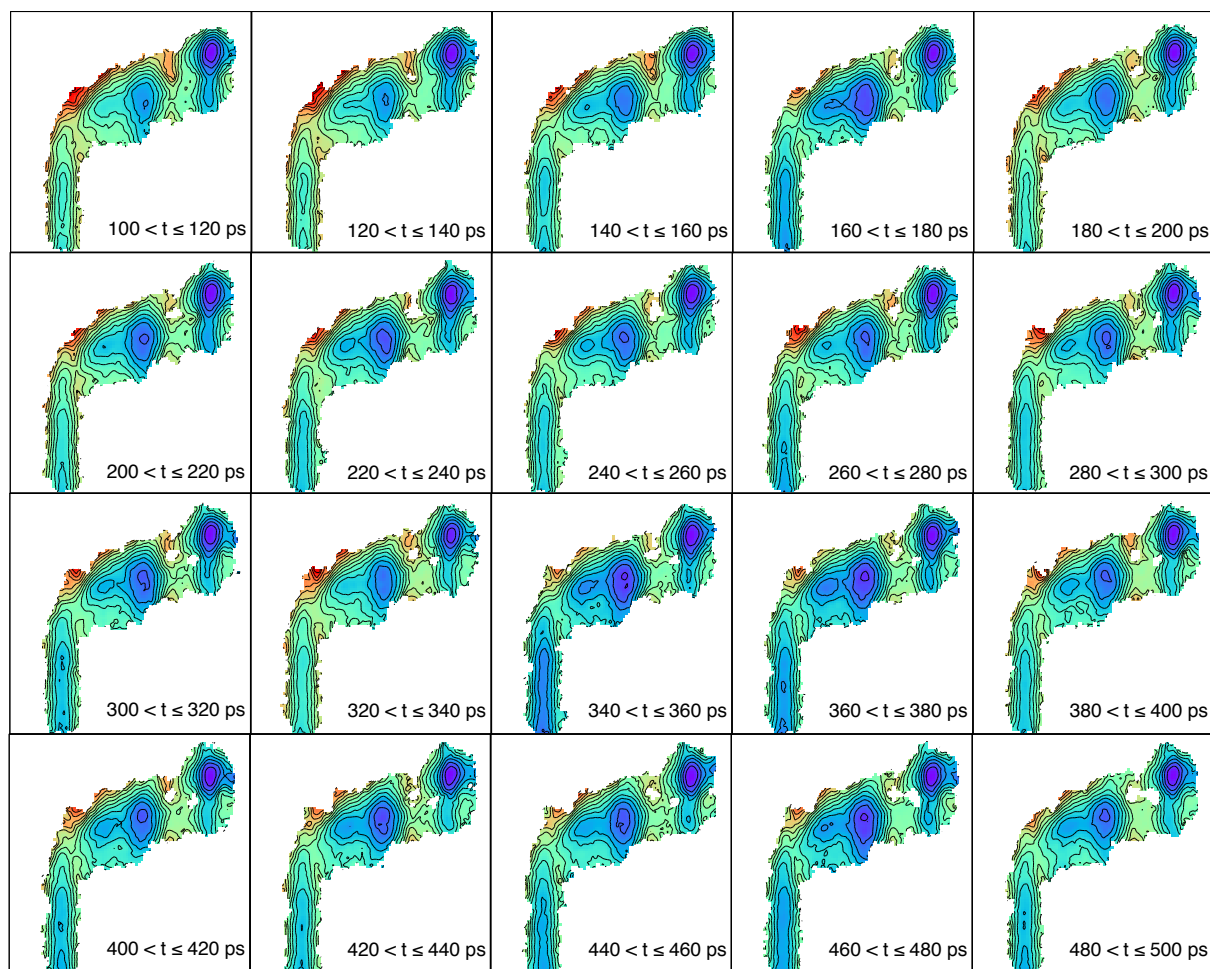 100 < t ≤ 120 ps
120 < t ≤ 140 ps
140 < t ≤ 160 ps
160 < t ≤ 180 ps
180 < t ≤ 200 ps
200 < t ≤ 220 ps
220 < t ≤ 240 ps
240 < t ≤ 260 ps
260 < t ≤ 280 ps
280 < t ≤ 300 ps
300 < t ≤ 320 ps
320 < t ≤ 340 ps
340 < t ≤ 360 ps
360 < t ≤ 380 ps
380 < t ≤ 400 ps
400 < t ≤ 420 ps
420 < t ≤ 440 ps
440 < t ≤ 460 ps
460 < t ≤ 480 ps
480 < t ≤ 500 ps